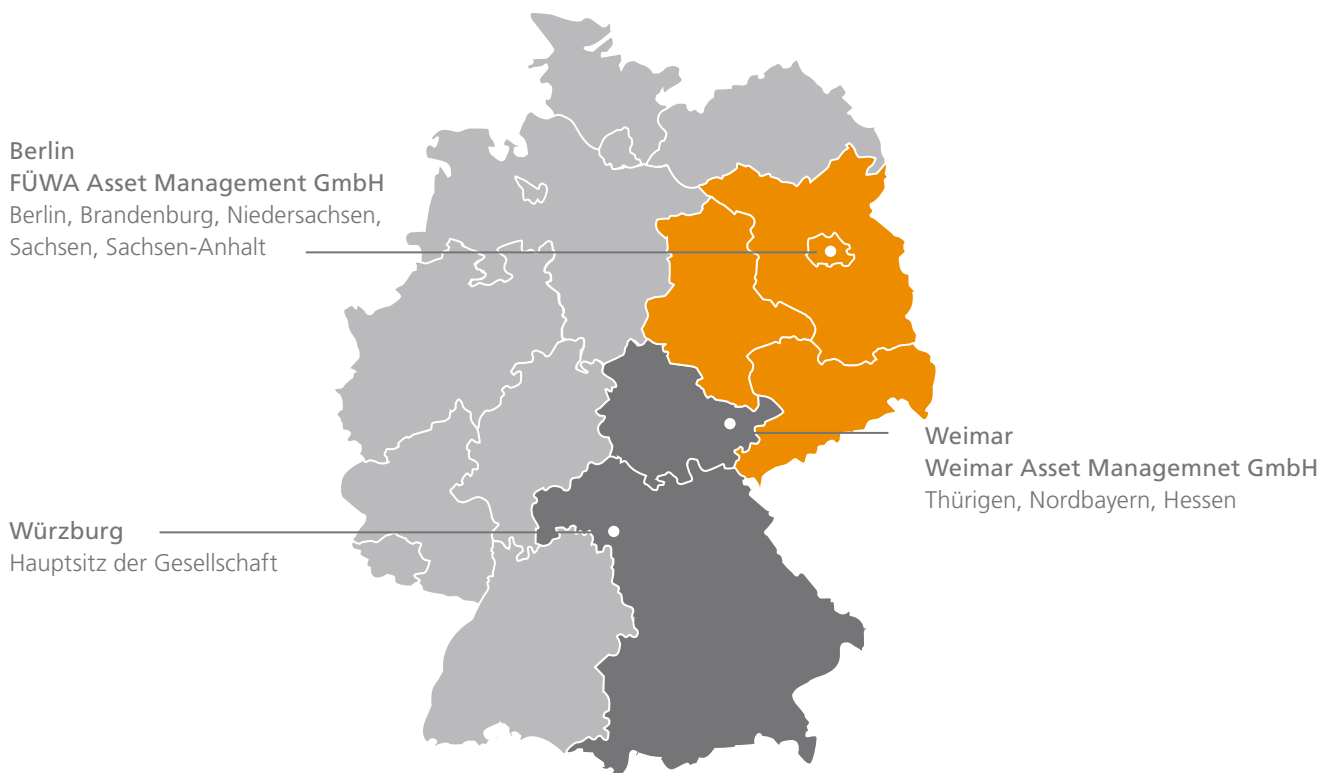 Berlin
FÜWA Asset Management GmbH
Berlin, Brandenburg, Niedersachsen,
Sachsen, Sachsen-Anhalt
Weimar
Weimar Asset Managemnet GmbH
Thürigen, Nordbayern, Hessen
Würzburg
Hauptsitz der Gesellschaft